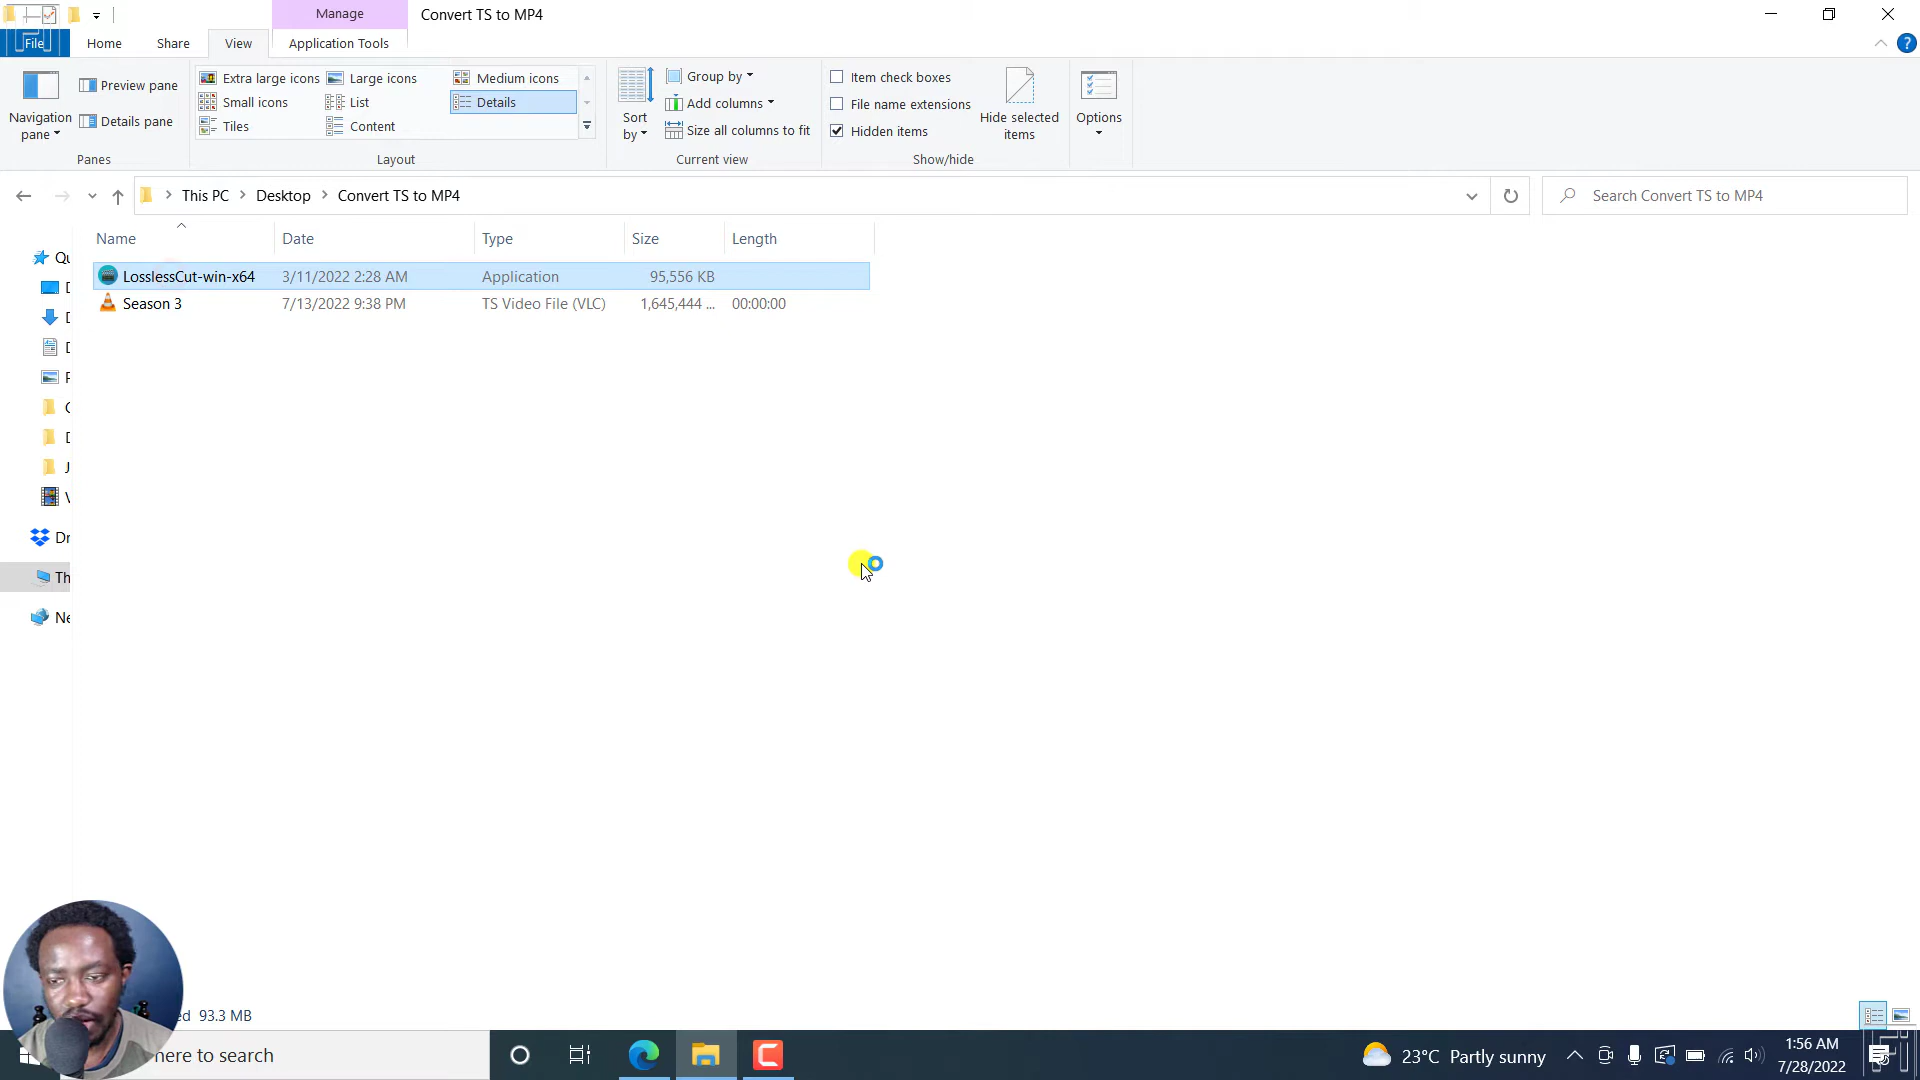 Manage
Convert TS to MP4
File
Home
Share
View
Application Tools
Navigation pane
Preview pane
Details pane
Panes
Extra large icons
Large icons
Medium icons
Small icons
List
Details
Tiles
Content
Layout
Sort by
Group by
Add columns
Size all columns to fit
Current view
Item check boxes
File name extensions
Hidden items
Hide selected items
Show/hide
Options
This PC
Desktop
Convert TS to MP4
Search Convert TS to MP4
Name
Date
Type
Size
Length
LosslessCut-win-x64
3/11/2022 2:28 AM
Application
95,556 KB
Season 3
7/13/2022 9:38 PM
TS Video File (VLC)
1,645,444 ...
00:00:00
Qu
D
D
D
P
D
J
V
Dr
Th
Ne
ed 93.3 MB
here to search
23°C Partly sunny
1:56 AM
7/28/2022